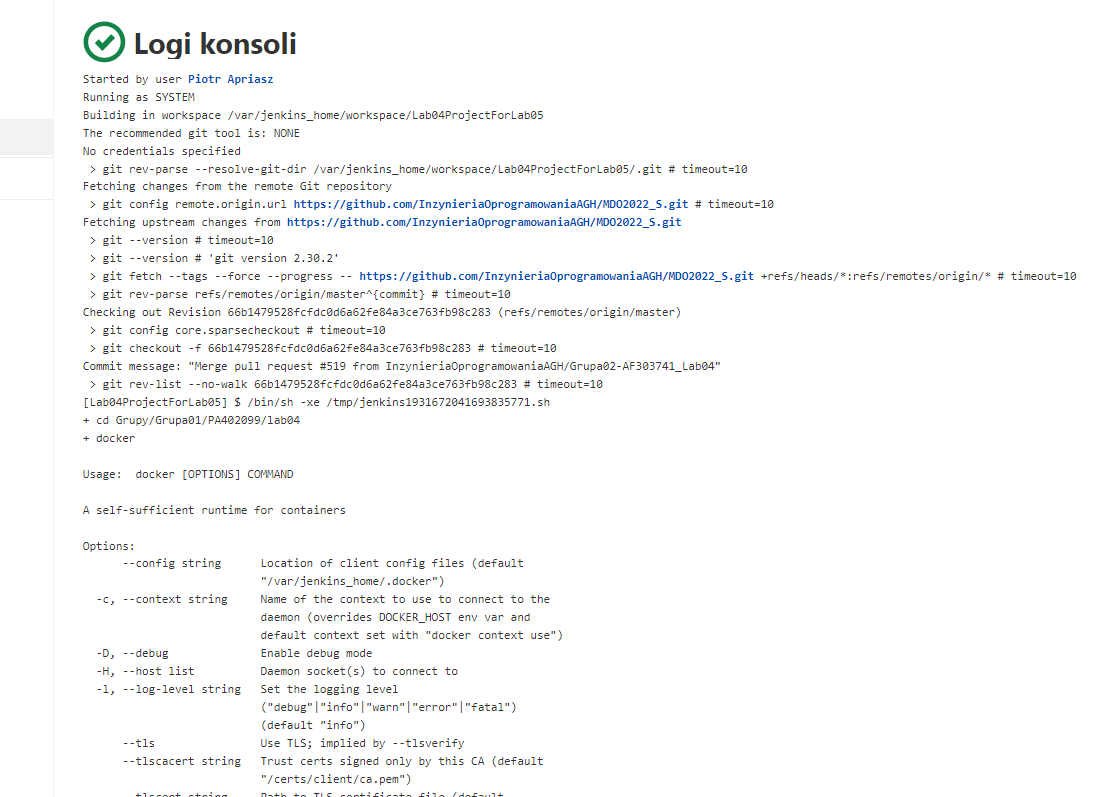 Logi konsoli
Started by user Piotr Apriasz
Running as SYSTEM
Building in workspace /var/jenkins_home/workspace/Lab04ProjectForLab05
The recommended git tool is: NONE
No credentials specified
> git rev-parse --resolve-git-dir /var/jenkins_home/workspace/Lab04ProjectForLab05/.git # timeout=10
Fetching changes from the remote Git repository
> git config remote.origin.url https://github.com/InzynieriaOprogramowaniaAGH/MDO2022_S.git # timeout=10
Fetching upstream changes from https://github.com/InzynieriaOprogramowaniaAGH/MDO2022_S.git
> git --version # timeout=10
> git --version # 'git version 2.30.2'
> git fetch --tags --force --progress -- https://github.com/InzynieriaOprogramowaniaAGH/MDO2022_S.git +refs/heads/*:refs/remotes/origin/* # timeout=10
> git rev-parse refs/remotes/origin/master^{commit} # timeout=10
Checking out Revision 66b1479528fcfdc0d6a62fe84a3ce763fb98c283 (refs/remotes/origin/master)
> git config core.sparsecheckout # timeout=10
> git checkout -f 66b1479528fcfdc0d6a62fe84a3ce763fb98c283 # timeout=10
Commit message: "Merge pull request #519 from InzynieriaOprogramowaniaAGH/Grupa02-AF303741_Lab04"
> git rev-list --no-walk 66b1479528fcfdc0d6a62fe84a3ce763fb98c283 # timeout=10
[Lab04ProjectForLab05] $ /bin/sh -xe /tmp/jenkins1931672041693835771.sh
+ cd Grupy/Grupa01/PA402099/lab04
+ docker
Usage:  docker [OPTIONS] COMMAND
A self-sufficient runtime for containers
Options:
--config string      Location of client config files (default
"/var/jenkins_home/.docker")
-c, --context string     Name of the context to use to connect to the
daemon (overrides DOCKER_HOST env var and
default context set with "docker context use")
-D, --debug              Enable debug mode
-H, --host list          Daemon socket(s) to connect to
-l, --log-level string   Set the logging level
("debug"|"info"|"warn"|"error"|"fatal")
(default "info")
--tls                Use TLS; implied by --tlsverify
--tlscacert string   Trust certs signed only by this CA (default
"/certs/client/ca.pem")
--tlscert string     Path to TLS certificate file (default